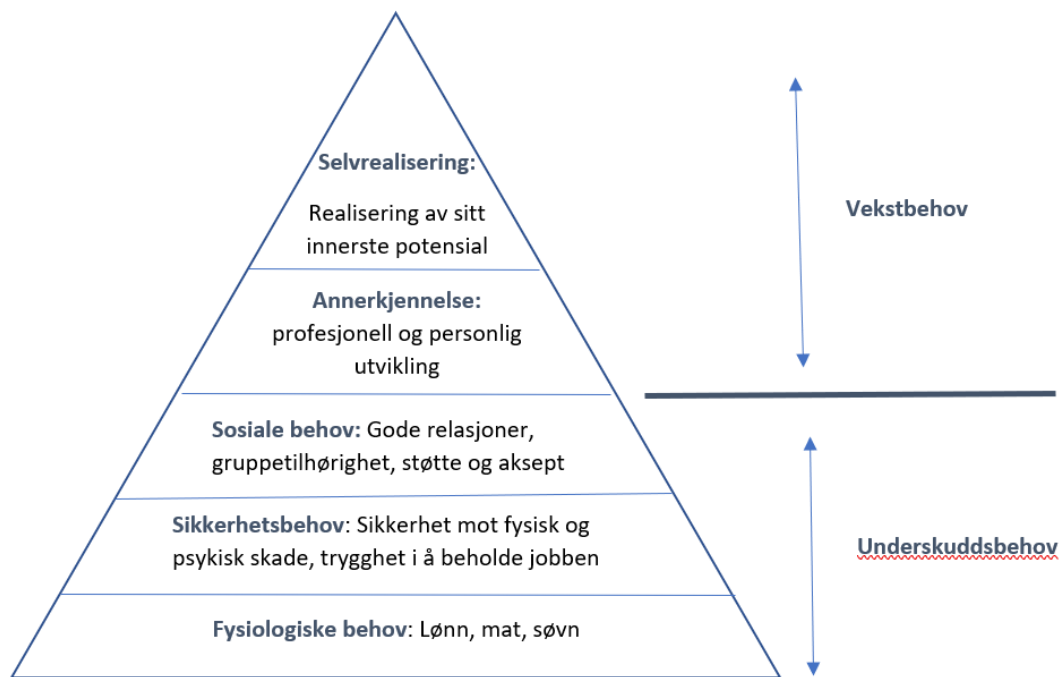 Selvrealisering:
Realisering av sitt
innerste potensial
Vekstbehov
Annerkjennelse:
profesjonell og personlig
utvikling
Sosiale behov: Gode relasjoner,
gruppetilhørighet, støtte og aksept
Sikkerhetsbehov: Sikkerhet mot fysisk og
psykisk skade, trygghet i å beholde jobben
Underskuddsbehov
Fysiologiske behov: Lønn, mat, søvn